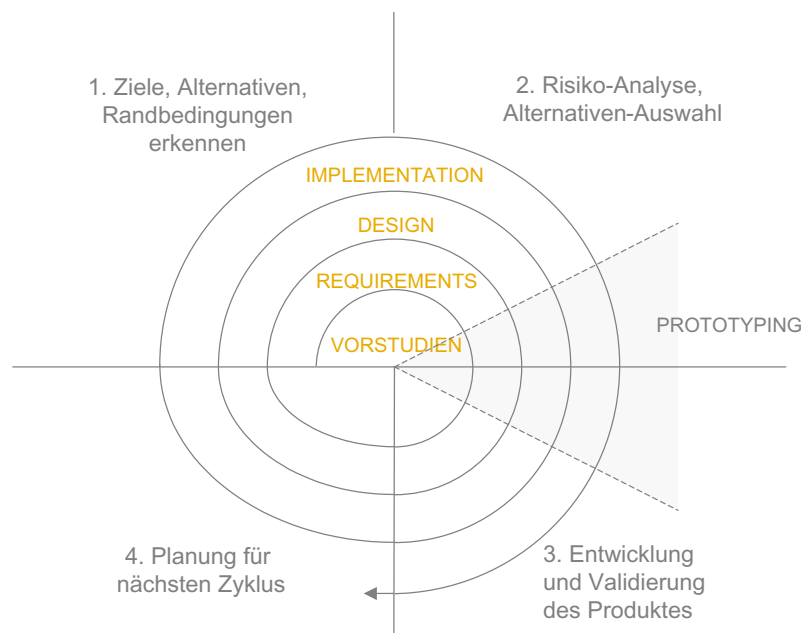 1. Ziele, Alternativen,
Randbedingungen
erkennen
2. Risiko-Analyse,
Alternativen-Auswahl
IMPLEMENTATION
DESIGN
REQUIREMENTS
VORSTUDIEN
PROTOTYPING
4. Planung für
nächsten Zyklus
3. Entwicklung
und Validierung
des Produktes